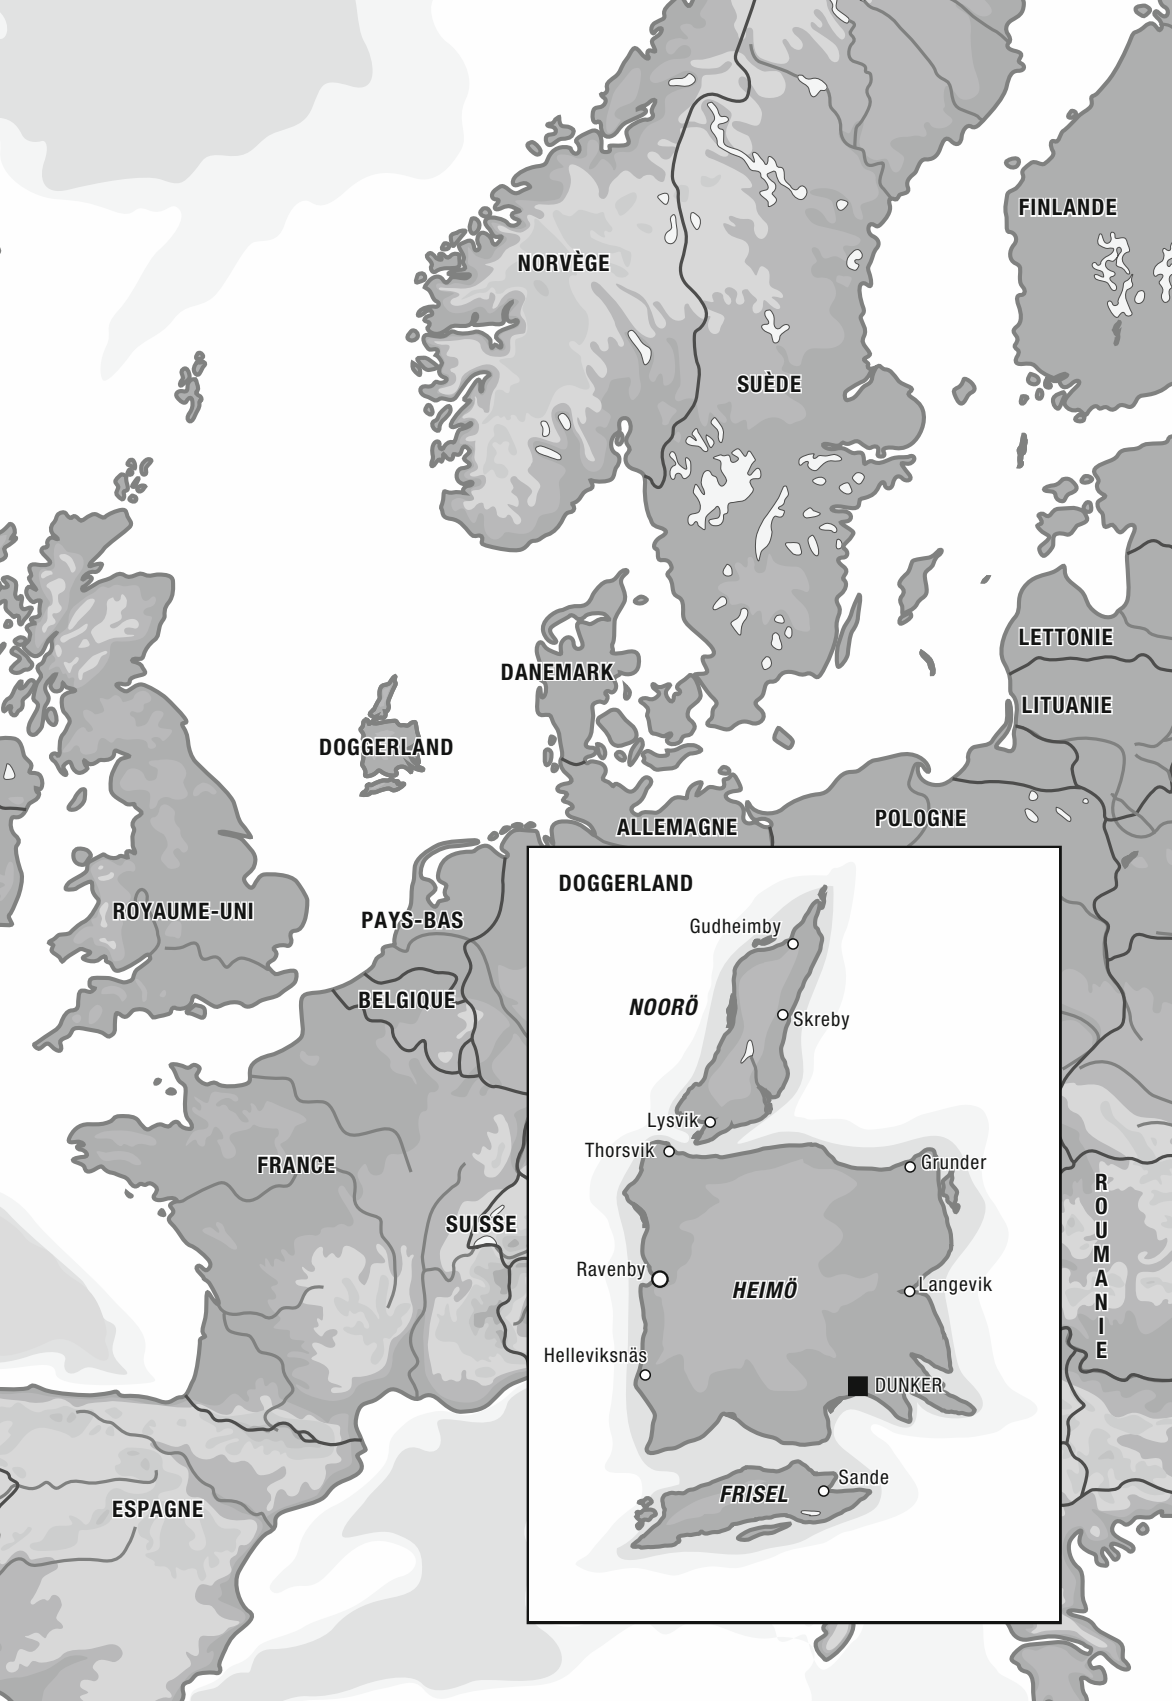 FINLANDE
NORVÈGE
SUÈDE
LETTONIE
DANEMARK
LITUANIE
DOGGERLAND
POLOGNE
ALLEMAGNE
ROYAUME-UNI
PAYS-BAS
BELGIQUE
FRANCE
SUISSE
ESPAGNE
R
O
U
M
A
N
I
E
DOGGERLAND
Gudheimby
NOORÖ
Skreby
Lysvik
Thorsvik
Grunder
Ravenby
HEIMÖ
Langevik
Helleviksnäs
DUNKER
Sande
FRISEL